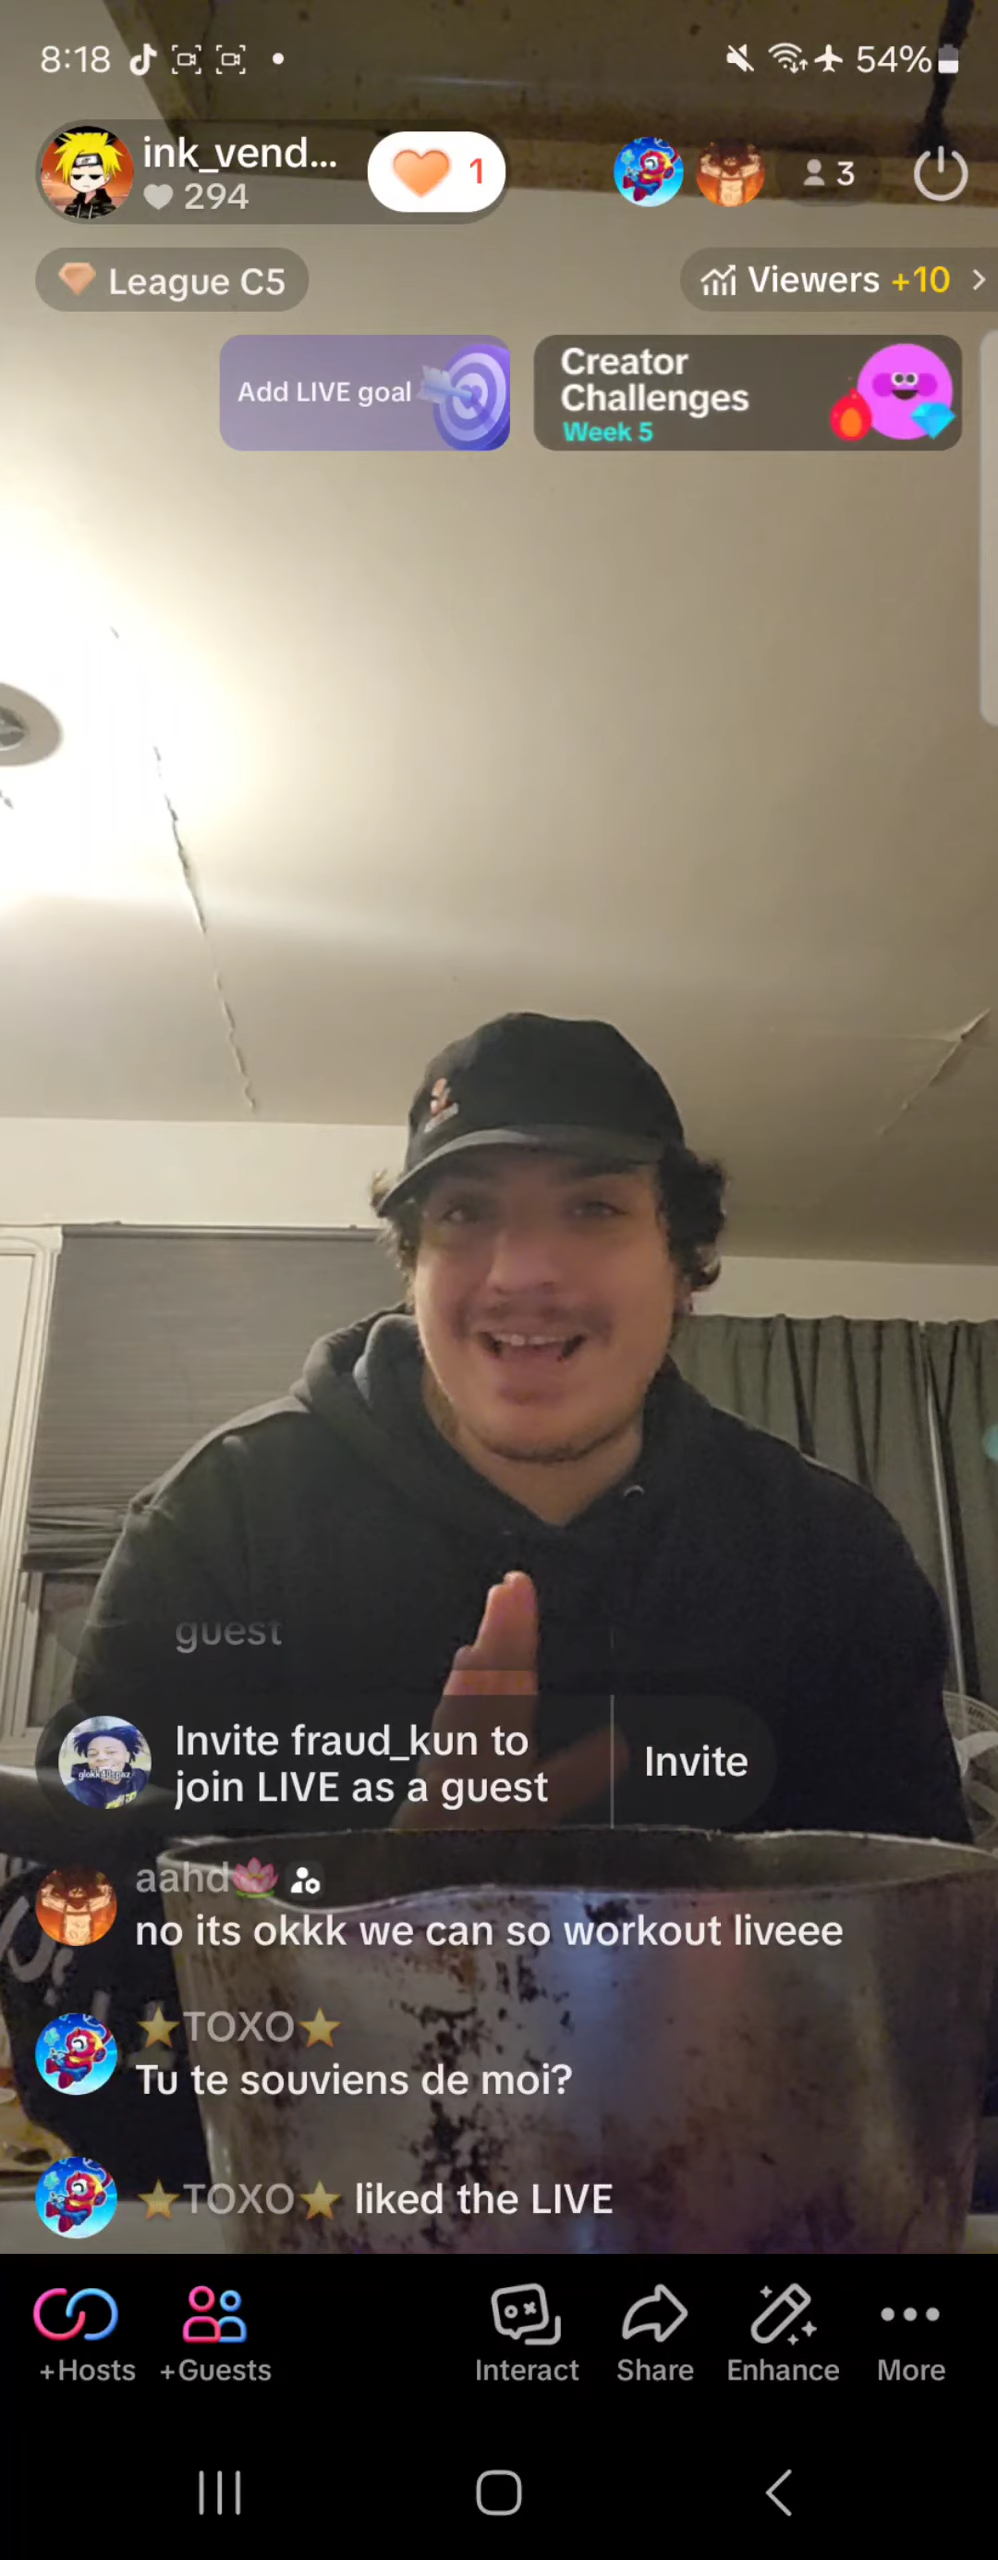 8:18
54%
ink_vend...
294
1
3
League C5
Viewers +10
Add LIVE goal
Creator
Challenges
Week 5
guest
Invite fraud_kun to
join LIVE as a guest
Invite
aahd🪷
no its okkk we can so workout liveee
⭐TOXO⭐
Tu te souviens de moi?
⭐TOXO⭐ liked the LIVE
+Hosts
+Guests
Interact
Share
Enhance
More